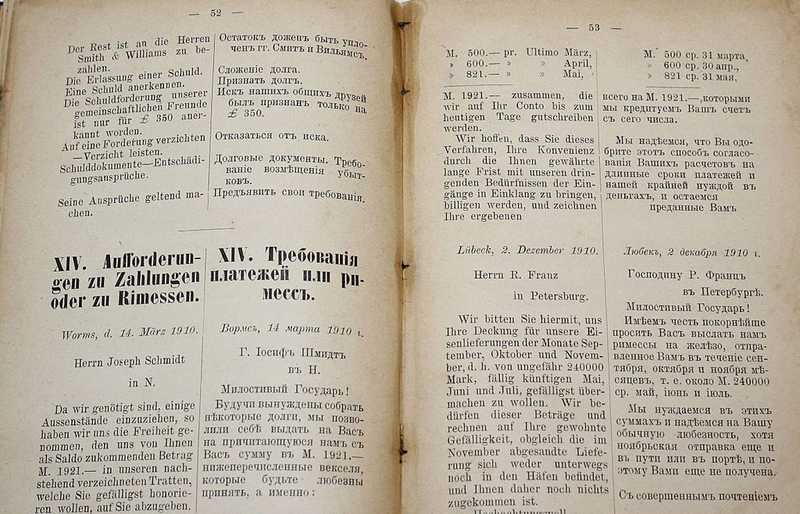 — 52 —
Der Rest ist an die Herren
Smith & Williams zu be-
zahlen.
Die Erlassung einer Schuld.
Eine Schuld anerkennen.
Die Schuldforderung unserer
gemeinschaftlichen Freunde
ist nur für £ 350 aner-
kannt worden.
Auf eine Forderung verzichten
—Verzicht leisten.
Schulddokumente—Entschädi-
gungsansprüche.
Seine Ansprüche geltend ma-
chen.
Остатокъ долженъ быть упло-
ченъ гг. Смитъ и Вильямсъ.
Сложеніе долга.
Признать долгъ.
Искъ нашихъ общихъ друзей
былъ признанъ только на
£ 350.
Отказаться отъ иска.
Долговые документы. Требо-
ваніе возмѣщенія убыт-
ковъ.
Предъявить свои требованія.
XIV. Aufforderun-
gen zu Zahlungen
oder zu Rimessen.
XIV. Требованія
платежей или ри-
мессъ.
Worms, d. 14. März 1910.
Herrn Joseph Schmidt
in N.
Da wir genötigt sind, einige
Aussenstände einzuziehen, so
haben wir uns die Freiheit ge-
nommen, den uns von Ihnen
als Saldo zukommenden Betrag
M. 1921.— in unseren nach-
stehend verzeichneten Tratten,
welche Sie gefälligst honorie-
ren wollen, auf Sie abzugeben.
Вормсъ, 14 марта 1910 г.
Г. Іосифъ Шмидтъ
въ Н.
Милостивый Государь!
Будучи вынуждены собрать
нѣкоторые долги, мы позво-
лили себѣ выдать на Васъ
на причитающуюся намъ съ
Васъ сумму въ М. 1921.—
нижеперечисленные векселя,
которые будьте любезны
принять, а именно:
— 53 —
M. 500.— pr. Ultimo März,
» 600.— » » April,
» 821.— » » Mai,
M. 1921.— zusammen, die
wir auf Ihr Conto bis zum
heutigen Tage gutschreiben
werden.
Wir hoffen, dass Sie dieses
Verfahren, Ihre Konvenienz
durch die Ihnen gewährte
lange Frist mit unseren drin-
genden Bedürfnissen der Ein-
gänge in Einklang zu bringen,
billigen werden, und zeichnen
Ihre ergebenen
М. 500 ср. 31 марта,
» 600 ср. 30 апр.,
» 821 ср. 31 мая,
всего на М. 1921.—,которыми
мы кредитуемъ Вашъ счетъ
съ сего числа.
Мы надѣемся, что Вы одо-
брите этотъ способъ согласо-
ванія Вашихъ расчетовъ на
длинные сроки платежей и
нашей крайней нуждой въ
деньгахъ, и остаемся
преданные Вамъ
Lübeck, 2. Dezember 1910.
Herrn R. Franz
in Petersburg.
Wir bitten Sie hiermit, uns
Ihre Deckung für unsere Ei-
senlieferungen der Monate Sep-
tember, Oktober und Novem-
ber, d. h. von ungefähr 240000
Mark, fällig künftigen Mai,
Juni und Juli, gefälligst über-
machen zu wollen. Wir be-
dürfen dieser Beträge und
rechnen auf Ihre gewohnte
Gefälligkeit, obgleich die im
November abgesandte Liefe-
rung sich weder unterwegs
noch in den Häfen befindet,
und Ihnen daher noch nichts
zugekommen ist.
Любекъ, 2 декабря 1910 г.
Господину Р. Францъ
въ Петербургѣ.
Милостивый Государь!
Имѣемъ честь покорнѣйше
просить Васъ выслать намъ
римессы на желѣзо, отпра-
вленное Вамъ въ теченіе сен-
тября, октября и ноября мѣ-
сяцевъ, т. е. около М. 240000
ср. май, іюнь и іюль.
Мы нуждаемся въ этихъ
суммахъ и надѣемся на Вашу
обычную любезность, хотя
ноябрьская отправка еще и
въ пути или въ портѣ, и по-
этому Вами еще не получена.
Съ совершеннымъ почтеніемъ